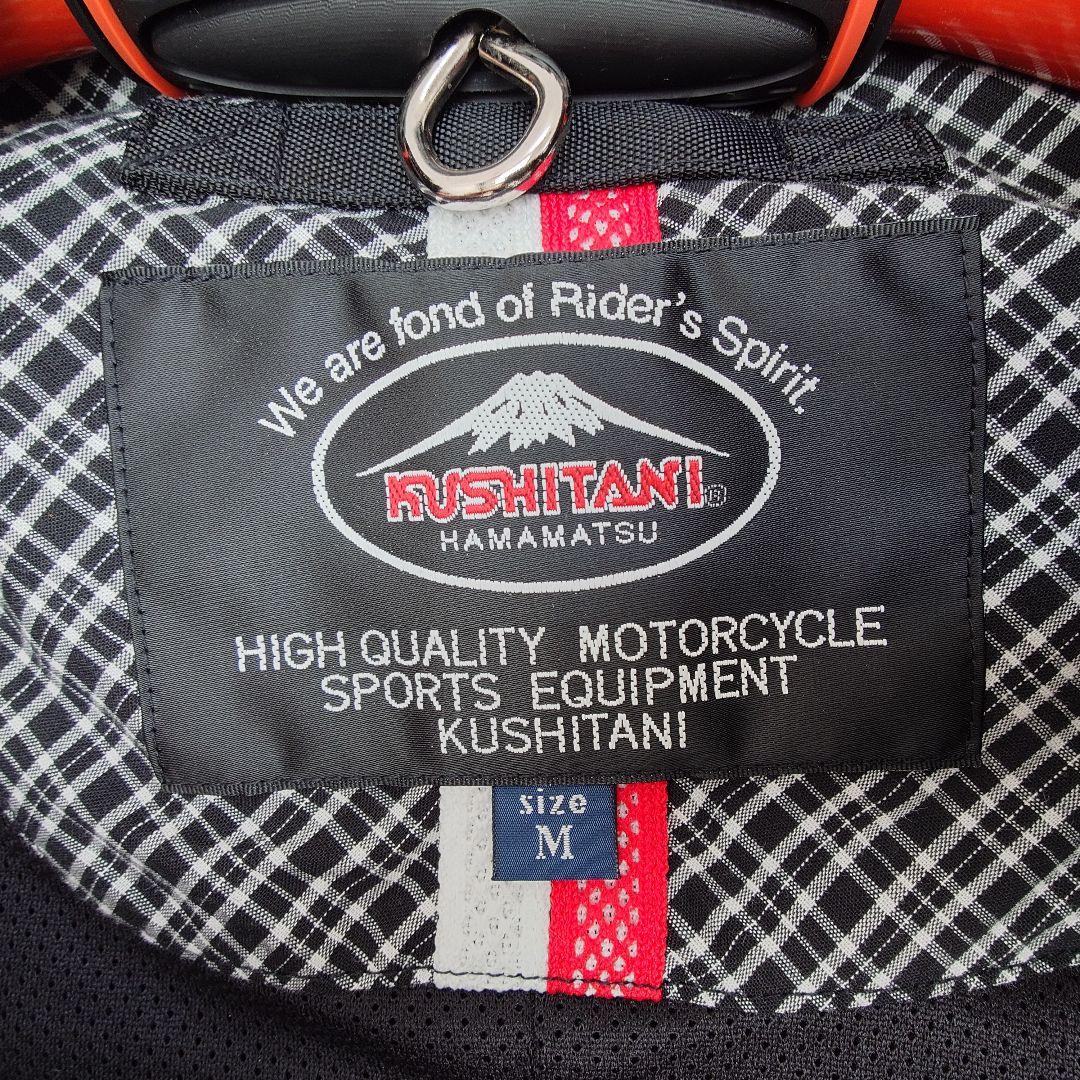 We are fond of Rider's Spirit.
KUSHITANI®
HAMAMATSU
HIGH QUALITY MOTORCYCLE
SPORTS EQUIPMENT
KUSHITANI
size
M